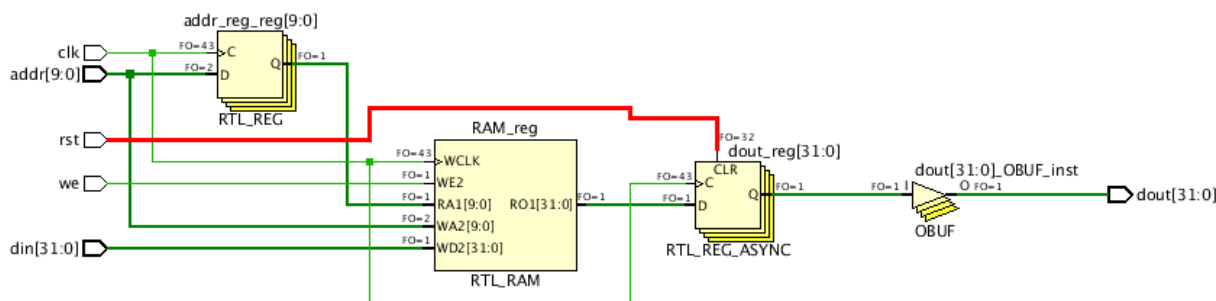 addr_reg_reg[9:0]
clk
FO=43
C
Q
FO=1
addr[9:0]
FO=2
D
RTL_REG
rst
RAM_reg
FO=32
dout_reg[31:0]
CLR
FO=43
WCLK
we
FO=1
WE2
FO=43
C
Q
FO=1
dout[31:0]_OBUF_inst
FO=1
I
O
FO=1
dout[31:0]
FO=1
RA1[9:0]
RO1[31:0]
FO=1
FO=1
D
FO=2
WA2[9:0]
OBUF
din[31:0]
FO=1
WD2[31:0]
RTL_REG_ASYNC
RTL_RAM